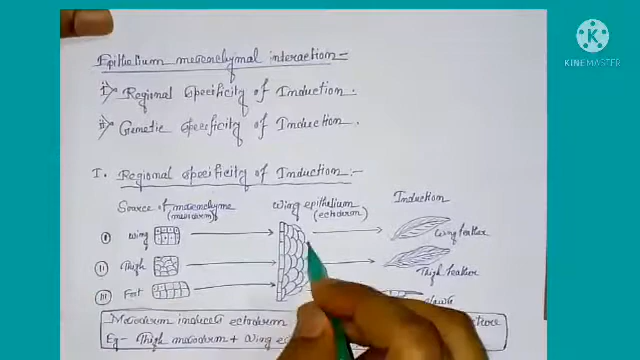 KINEMASTER
Epithelium mesenchymal interaction:-
i) Regional Specificity of Induction.
ii) Genetic Specificity of Induction.
I. Regional specificity of Induction:-
Source of mesenchyme (mesoderm) Wing epithelium (ectoderm) Induction
(i) Wing Wing feather
(ii) Thigh Thigh feather
(iii) Foot claws
Mesoderm induces ectoderm
Eg- Thigh mesoderm + wing